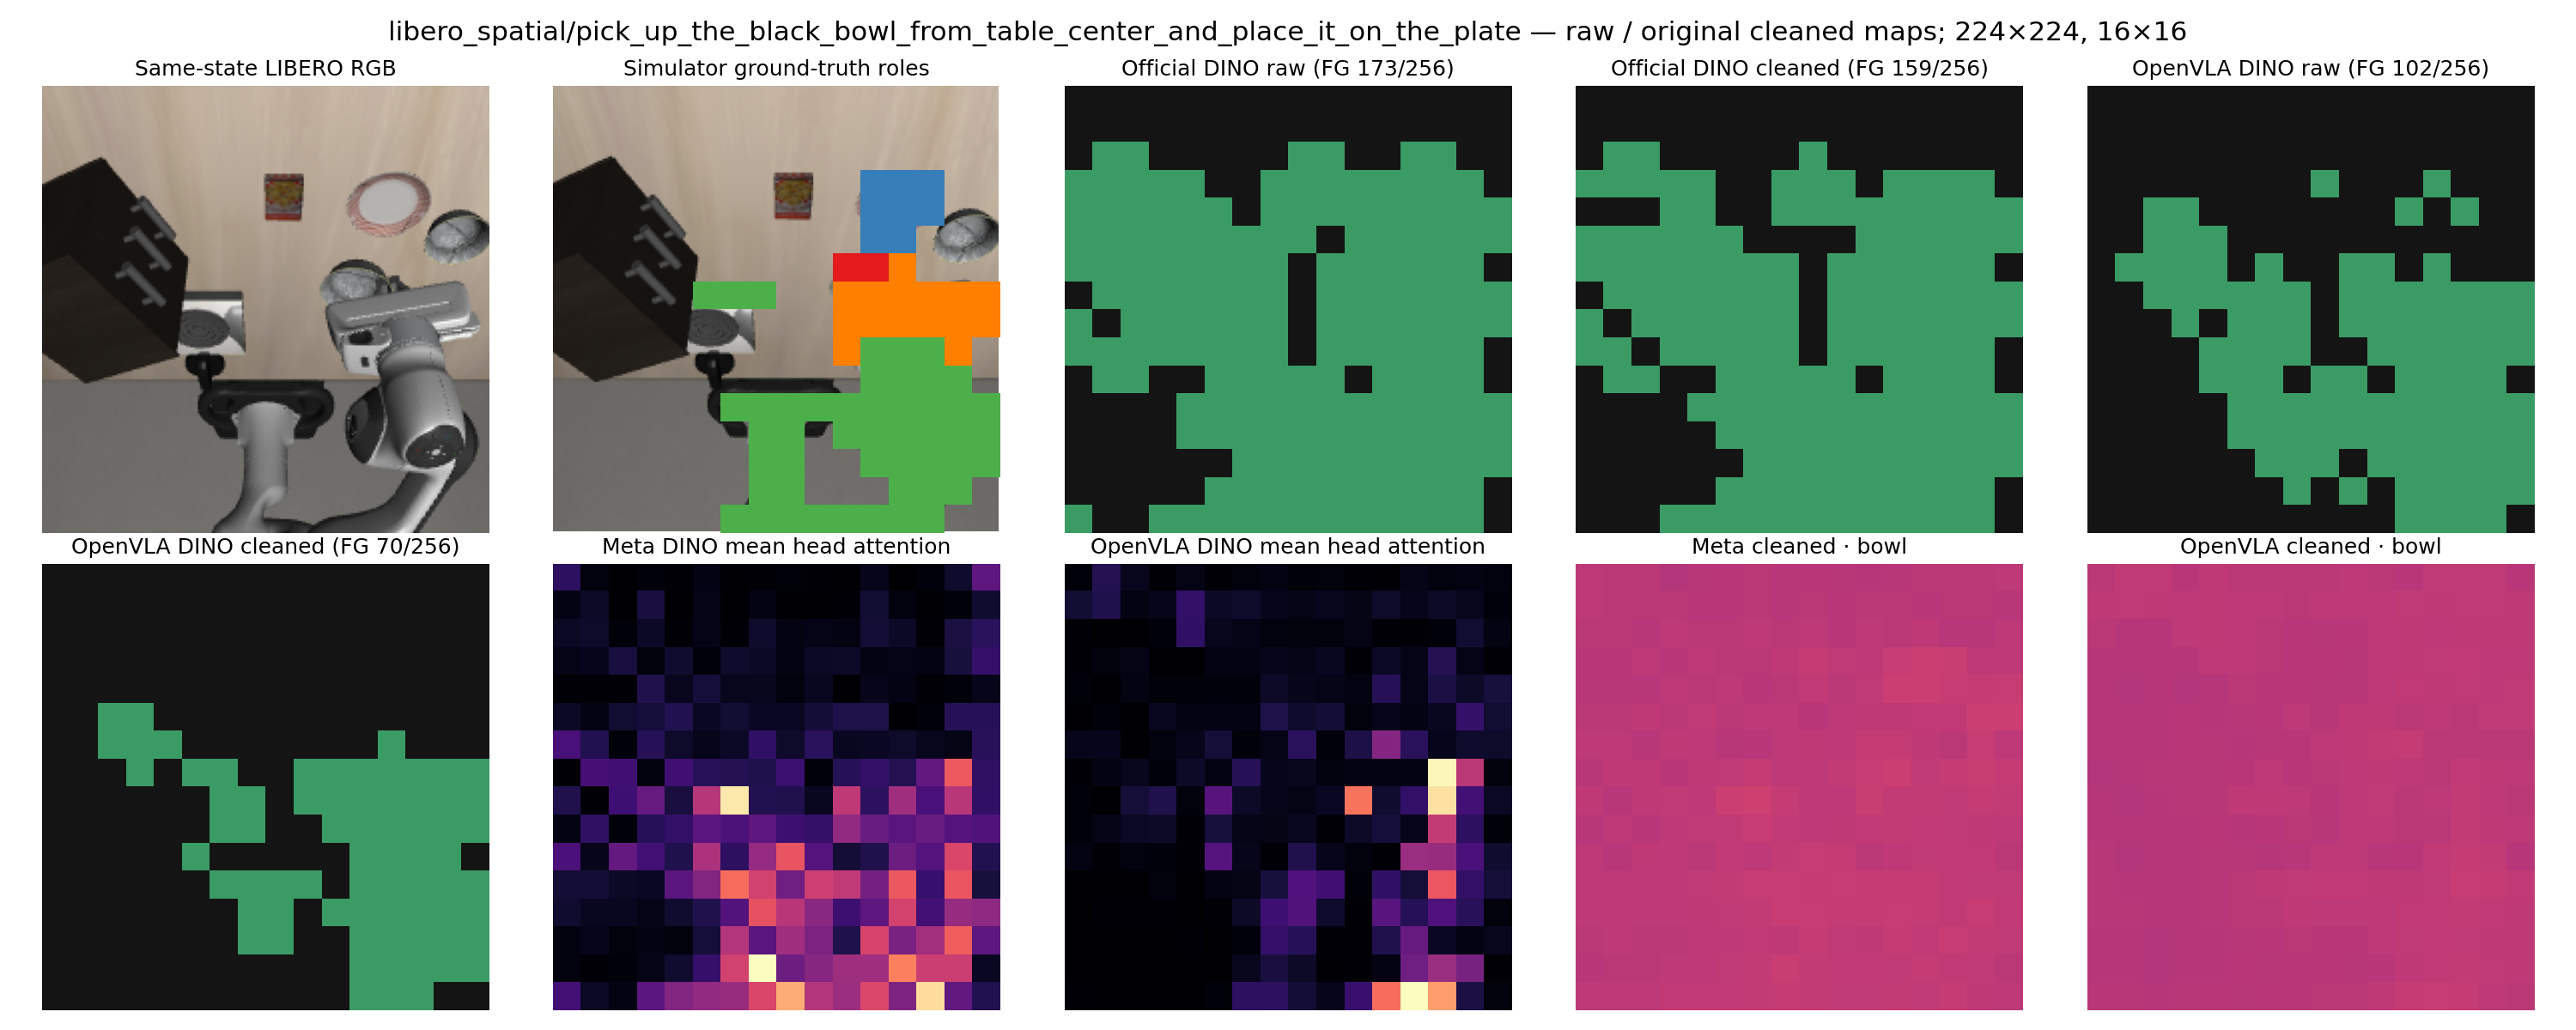 libero_spatial/pick_up_the_black_bowl_from_table_center_and_place_it_on_the_plate — raw / original cleaned maps; 224×224, 16×16
Same-state LIBERO RGB
Simulator ground-truth roles
Official DINO raw (FG 173/256)
Official DINO cleaned (FG 159/256)
OpenVLA DINO raw (FG 102/256)
OpenVLA DINO cleaned (FG 70/256)
Meta DINO mean head attention
OpenVLA DINO mean head attention
Meta cleaned · bowl
OpenVLA cleaned · bowl